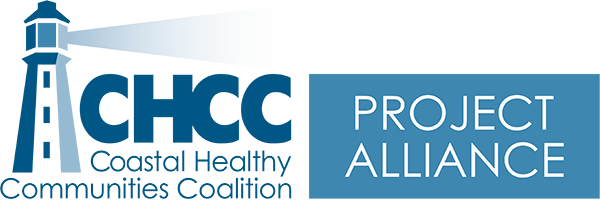 CHCC
Coastal Healthy
Communities Coalition
PROJECT
ALLIANCE